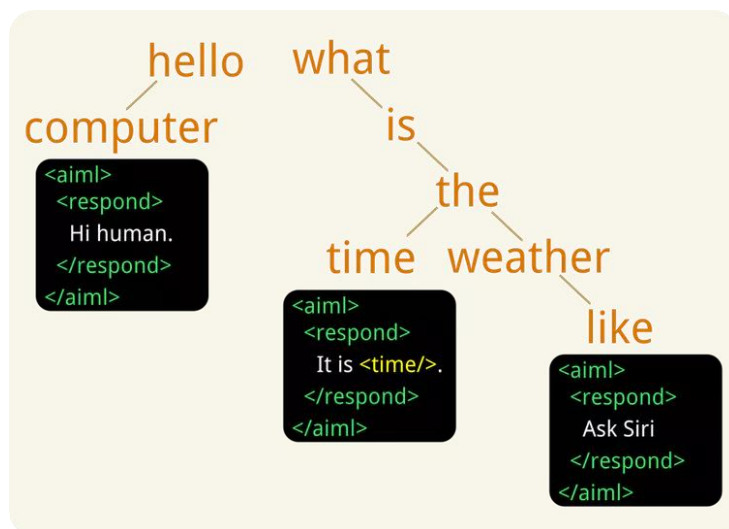 hello what
computer
is
the
time weather
like
<aiml>
<respond>
Hi human.
</respond>
</aiml>
<aiml>
<respond>
It is <time/>.
</respond>
</aiml>
<aiml>
<respond>
Ask Siri
</respond>
</aiml>